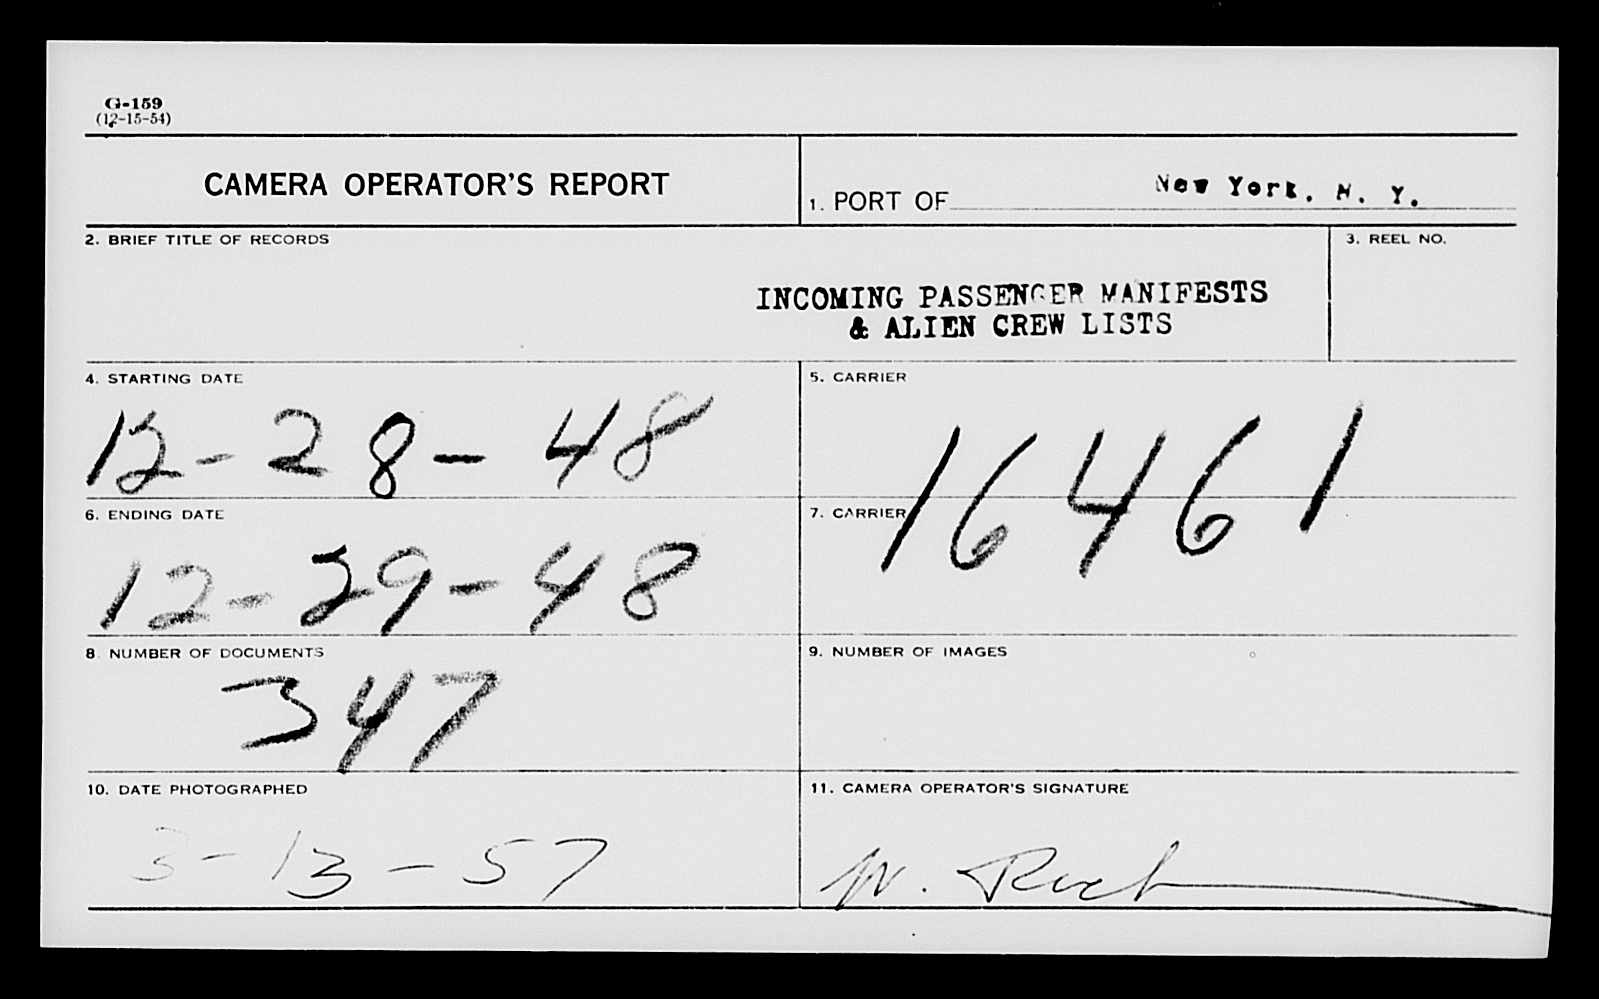 G-159
(12-15-54)
CAMERA OPERATOR'S REPORT
1. PORT OF New York, N. Y.
2. BRIEF TITLE OF RECORDS
3. REEL NO.
INCOMING PASSENGER MANIFESTS
& ALIEN CREW LISTS
4. STARTING DATE
12-28-48
5. CARRIER
16461
6. ENDING DATE
12-29-48
7. CARRIER
8. NUMBER OF DOCUMENTS
347
9. NUMBER OF IMAGES
10. DATE PHOTOGRAPHED
3-13-57
11. CAMERA OPERATOR'S SIGNATURE